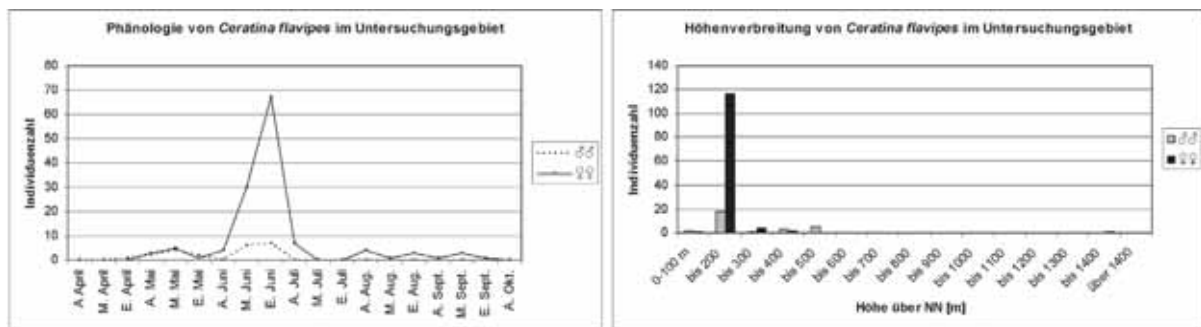 Phänologie von Ceratina flavipes im Untersuchungsgebiet
80
70
60
50
40
30
20
10
0
Individuenzahl
A. April
M. April
E. April
A. Mai
M. Mai
E. Mai
A. Juni
M. Juni
E. Juni
A. Juli
M. Juli
E. Juli
A. Aug.
M. Aug.
E. Aug.
A. Sept.
M. Sept.
E. Sept.
A. Okt.
♂♂
♀♀
Höhenverbreitung von Ceratina flavipes im Untersuchungsgebiet
140
120
100
80
60
40
20
0
Individuenzahl
0-100 m
bis 200
bis 300
bis 400
bis 500
bis 600
bis 700
bis 800
bis 900
bis 1000
bis 1100
bis 1200
bis 1300
bis 1400
über 1400
Höhe über NN [m]
♂♂
♀♀